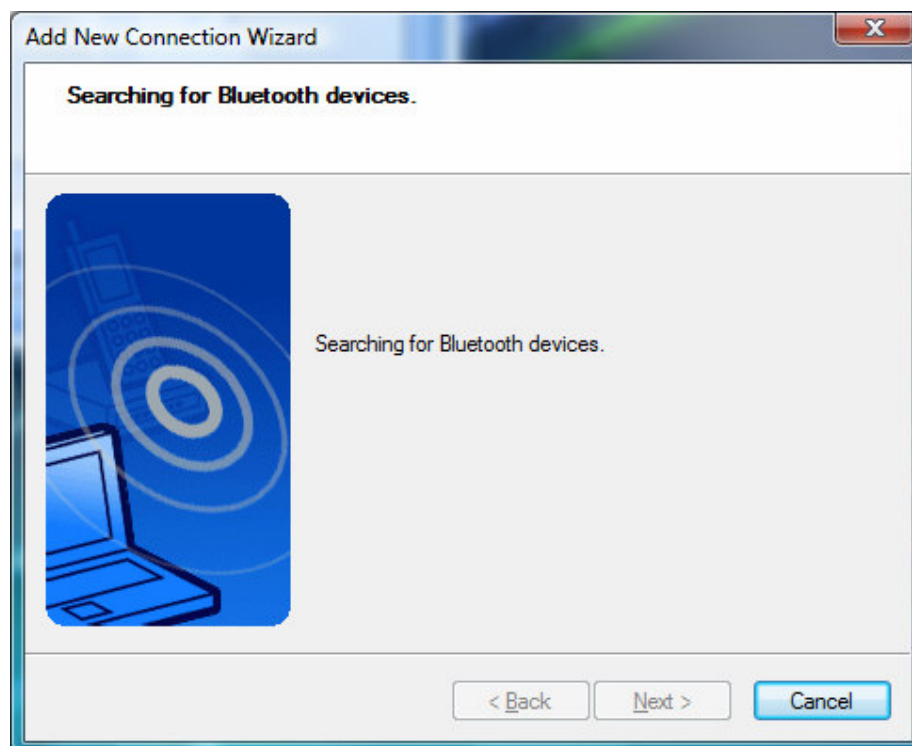 Add New Connection Wizard
Searching for Bluetooth devices.
Searching for Bluetooth devices.
< Back
Next >
Cancel